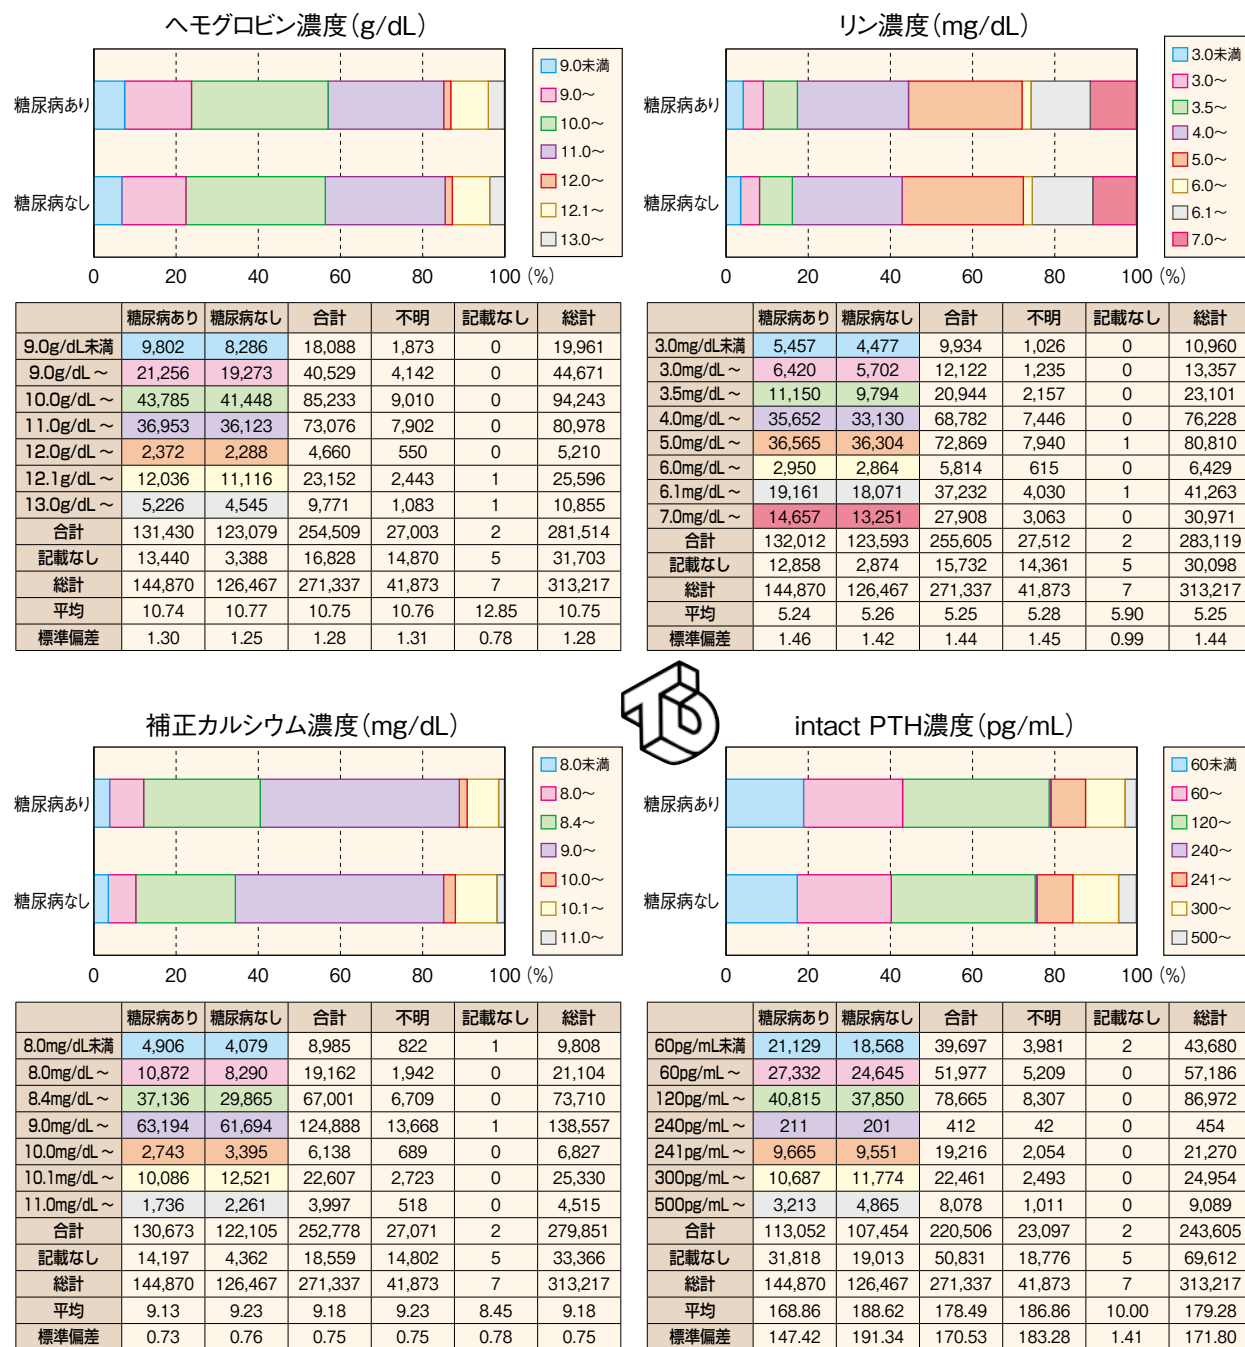 ヘモグロビン濃度（g/dL）
糖尿病あり
糖尿病なし
0 20 40 60 80 100 (%)
9.0未満
9.0～
10.0～
11.0～
12.0～
12.1～
13.0～
糖尿病あり 糖尿病なし 合計 不明 記載なし 総計
9.0g/dL未満 9,802 8,286 18,088 1,873 0 19,961
9.0g/dL～ 21,256 19,273 40,529 4,142 0 44,671
10.0g/dL～ 43,785 41,448 85,233 9,010 0 94,243
11.0g/dL～ 36,953 36,123 73,076 7,902 0 80,978
12.0g/dL～ 2,372 2,288 4,660 550 0 5,210
12.1g/dL～ 12,036 11,116 23,152 2,443 1 25,596
13.0g/dL～ 5,226 4,545 9,771 1,083 1 10,855
合計 131,430 123,079 254,509 27,003 2 281,514
記載なし 13,440 3,388 16,828 14,870 5 31,703
総計 144,870 126,467 271,337 41,873 7 313,217
平均 10.74 10.77 10.75 10.76 12.85 10.75
標準偏差 1.30 1.25 1.28 1.31 0.78 1.28
リン濃度（mg/dL）
糖尿病あり
糖尿病なし
0 20 40 60 80 100 (%)
3.0未満
3.0～
3.5～
4.0～
5.0～
6.0～
6.1～
7.0～
糖尿病あり 糖尿病なし 合計 不明 記載なし 総計
3.0mg/dL未満 5,457 4,477 9,934 1,026 0 10,960
3.0mg/dL～ 6,420 5,702 12,122 1,235 0 13,357
3.5mg/dL～ 11,150 9,794 20,944 2,157 0 23,101
4.0mg/dL～ 35,652 33,130 68,782 7,446 0 76,228
5.0mg/dL～ 36,565 36,304 72,869 7,940 1 80,810
6.0mg/dL～ 2,950 2,864 5,814 615 0 6,429
6.1mg/dL～ 19,161 18,071 37,232 4,030 1 41,263
7.0mg/dL～ 14,657 13,251 27,908 3,063 0 30,971
合計 132,012 123,593 255,605 27,512 2 283,119
記載なし 12,858 2,874 15,732 14,361 5 30,098
総計 144,870 126,467 271,337 41,873 7 313,217
平均 5.24 5.26 5.25 5.28 5.90 5.25
標準偏差 1.46 1.42 1.44 1.45 0.99 1.44
補正カルシウム濃度（mg/dL）
糖尿病あり
糖尿病なし
0 20 40 60 80 100 (%)
8.0未満
8.0～
8.4～
9.0～
10.0～
10.1～
11.0～
糖尿病あり 糖尿病なし 合計 不明 記載なし 総計
8.0mg/dL未満 4,906 4,079 8,985 822 1 9,808
8.0mg/dL～ 10,872 8,290 19,162 1,942 0 21,104
8.4mg/dL～ 37,136 29,865 67,001 6,709 0 73,710
9.0mg/dL～ 63,194 61,694 124,888 13,668 1 138,557
10.0mg/dL～ 2,743 3,395 6,138 689 0 6,827
10.1mg/dL～ 10,086 12,521 22,607 2,723 0 25,330
11.0mg/dL～ 1,736 2,261 3,997 518 0 4,515
合計 130,673 122,105 252,778 27,071 2 279,851
記載なし 14,197 4,362 18,559 14,802 5 33,366
総計 144,870 126,467 271,337 41,873 7 313,217
平均 9.13 9.23 9.18 9.23 8.45 9.18
標準偏差 0.73 0.76 0.75 0.75 0.78 0.75
intact PTH濃度（pg/mL）
糖尿病あり
糖尿病なし
0 20 40 60 80 100 (%)
60未満
60～
120～
240～
241～
300～
500～
糖尿病あり 糖尿病なし 合計 不明 記載なし 総計
60pg/mL未満 21,129 18,568 39,697 3,981 2 43,680
60pg/mL～ 27,332 24,645 51,977 5,209 0 57,186
120pg/mL～ 40,815 37,850 78,665 8,307 0 86,972
240pg/mL～ 211 201 412 42 0 454
241pg/mL～ 9,665 9,551 19,216 2,054 0 21,270
300pg/mL～ 10,687 11,774 22,461 2,493 0 24,954
500pg/mL～ 3,213 4,865 8,078 1,011 0 9,089
合計 113,052 107,454 220,506 23,097 2 243,605
記載なし 31,818 19,013 50,831 18,776 5 69,612
総計 144,870 126,467 271,337 41,873 7 313,217
平均 168.86 188.62 178.49 186.86 10.00 179.28
標準偏差 147.42 191.34 170.53 183.28 1.41 171.80